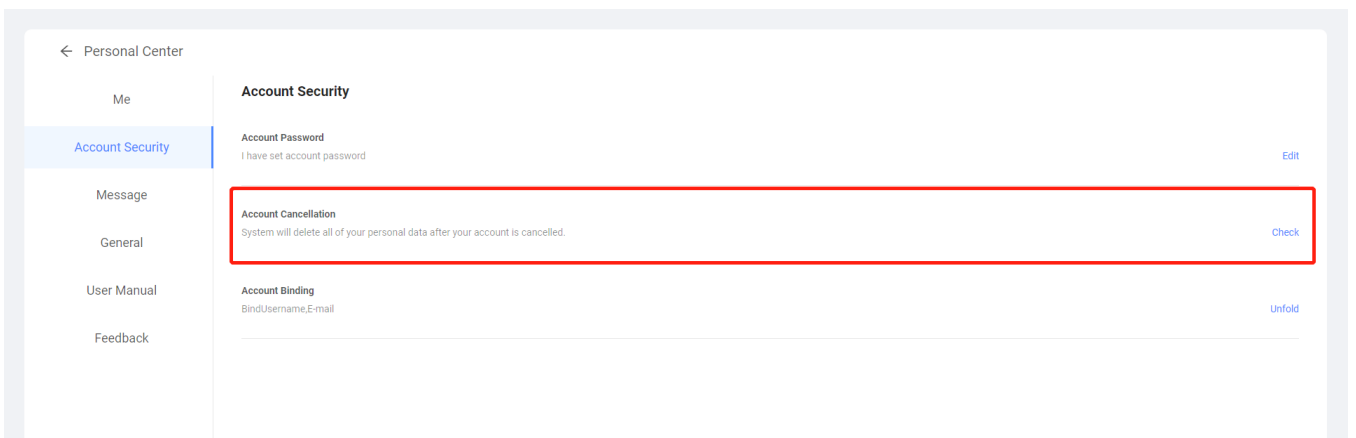 Personal Center
Me
Account Security
Message
General
User Manual
Feedback
Account Security
Account Password
I have set account password
Edit
Account Cancellation
System will delete all of your personal data after your account is cancelled.
Check
Account Binding
BindUsername,E-mail
Unfold